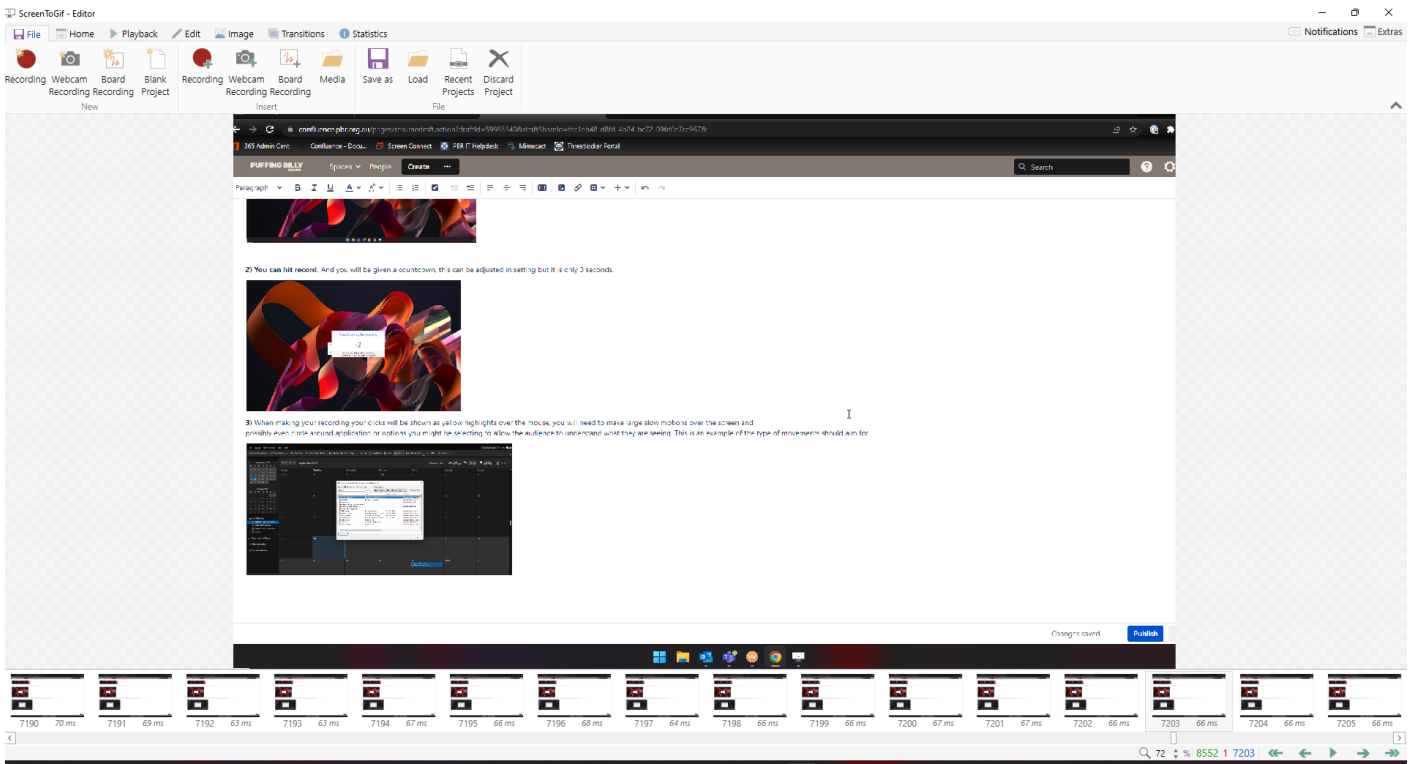 ScreenToGif - Editor
File Home Playback Edit Image Transitions Statistics Notifications Extras
Recording Webcam Recording Board Recording Blank Project Recording Webcam Recording Board Recording Media Save as Load Recent Projects Discard Project
New Insert File
365 Admin Cent Confluence - Docu... Screen Connect PBR IT Helpdesk Mimecast Threatlocker Portal
PUFFING BILLY Spaces People Create ··· Search
Paragraph B I U A
2) You can hit record. And you will be given a countdown, this can be adjusted in setting but it is only 3 seconds.
-2
3) When making your recording your clicks will be shown as yellow highlights over the mouse, you will need to make large slow motions over the screen and
possibly even circle around application or options you might be selecting to allow the audience to understand what they are seeing. This is an example of the type of movements should aim for.
Changes saved Publish
7190 70 ms 7191 69 ms 7192 63 ms 7193 63 ms 7194 67 ms 7195 66 ms 7196 68 ms 7197 64 ms 7198 66 ms 7199 66 ms 7200 67 ms 7201 67 ms 7202 66 ms 7203 66 ms 7204 66 ms 7205 66 ms
72 % 8552 1 7203